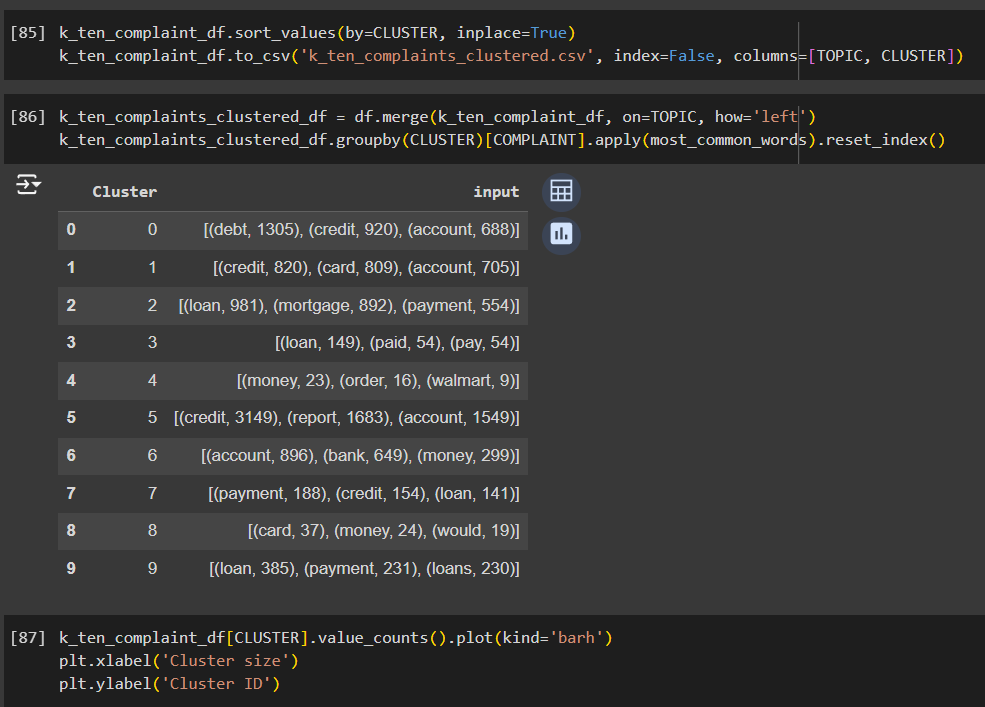 [85] k_ten_complaint_df.sort_values(by=CLUSTER, inplace=True)
k_ten_complaint_df.to_csv('k_ten_complaints_clustered.csv', index=False, columns=[TOPIC, CLUSTER])
[86] k_ten_complaints_clustered_df = df.merge(k_ten_complaint_df, on=TOPIC, how='left')
k_ten_complaints_clustered_df.groupby(CLUSTER)[COMPLAINT].apply(most_common_words).reset_index()
Cluster input
0 0 [(debt, 1305), (credit, 920), (account, 688)]
1 1 [(credit, 820), (card, 809), (account, 705)]
2 2 [(loan, 981), (mortgage, 892), (payment, 554)]
3 3 [(loan, 149), (paid, 54), (pay, 54)]
4 4 [(money, 23), (order, 16), (walmart, 9)]
5 5 [(credit, 3149), (report, 1683), (account, 1549)]
6 6 [(account, 896), (bank, 649), (money, 299)]
7 7 [(payment, 188), (credit, 154), (loan, 141)]
8 8 [(card, 37), (money, 24), (would, 19)]
9 9 [(loan, 385), (payment, 231), (loans, 230)]
[87] k_ten_complaint_df[CLUSTER].value_counts().plot(kind='barh')
plt.xlabel('Cluster size')
plt.ylabel('Cluster ID')